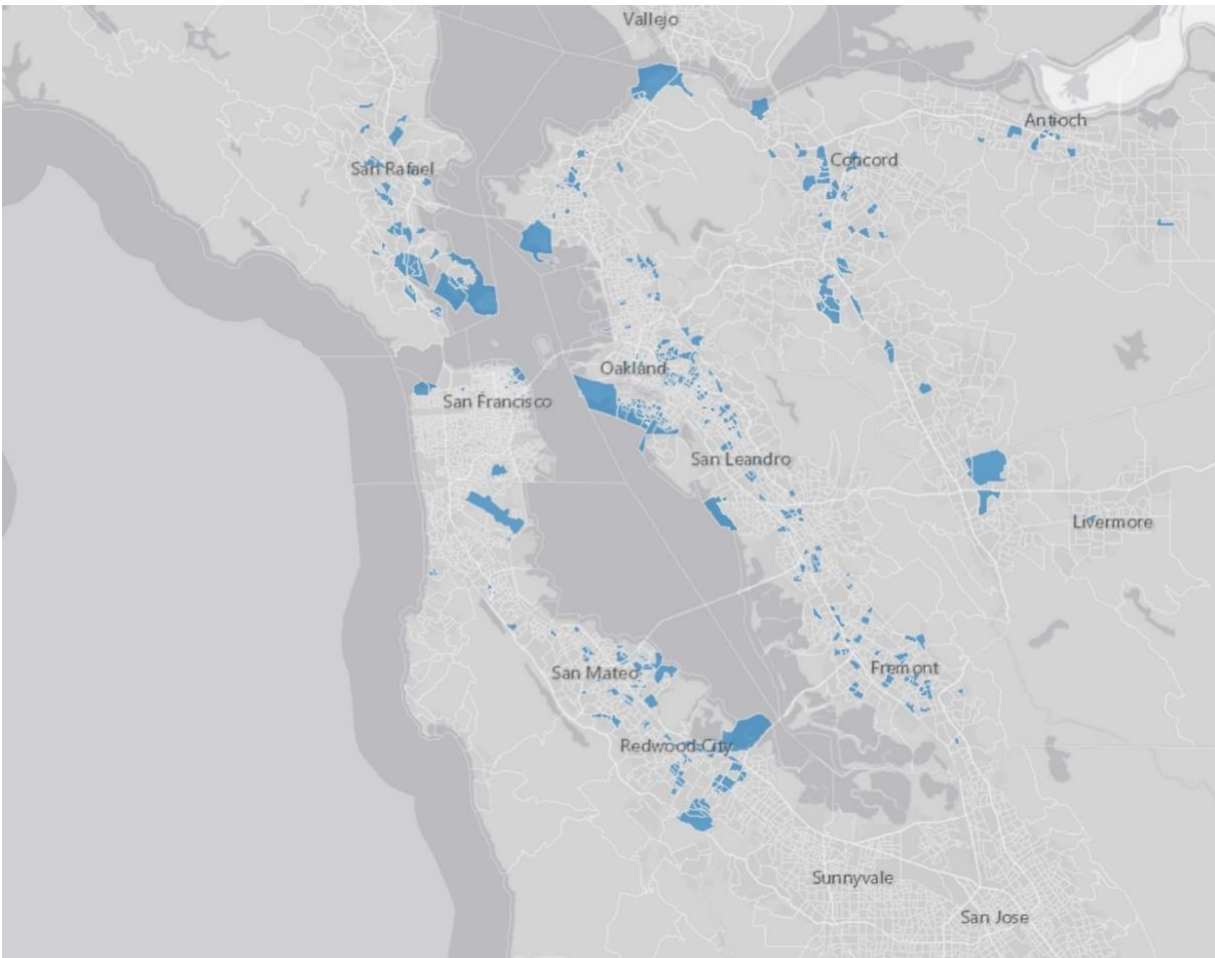 Vallejo
Antioch
Concord
San Rafael
Oakland
San Francisco
San Leandro
Livermore
Fremont
San Mateo
Redwood City
Sunnyvale
San Jose